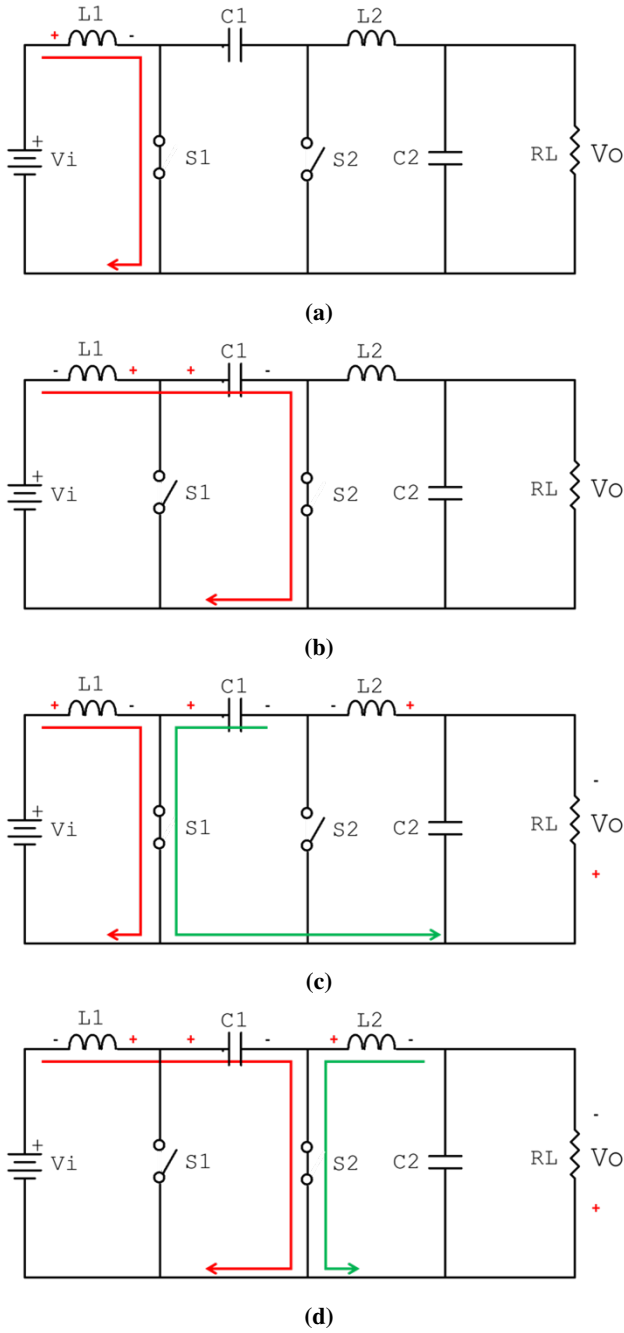 L1 C1 L2
+ -
+ Vi S1 S2 C2 RL Vo
(a)
L1 C1 L2
- + + -
+ Vi S1 S2 C2 RL Vo
(b)
L1 C1 L2
+ - + - - +
-
+ Vi S1 S2 C2 RL Vo
+
(c)
L1 C1 L2
- + + - + -
-
+ Vi S1 S2 C2 RL Vo
+
(d)